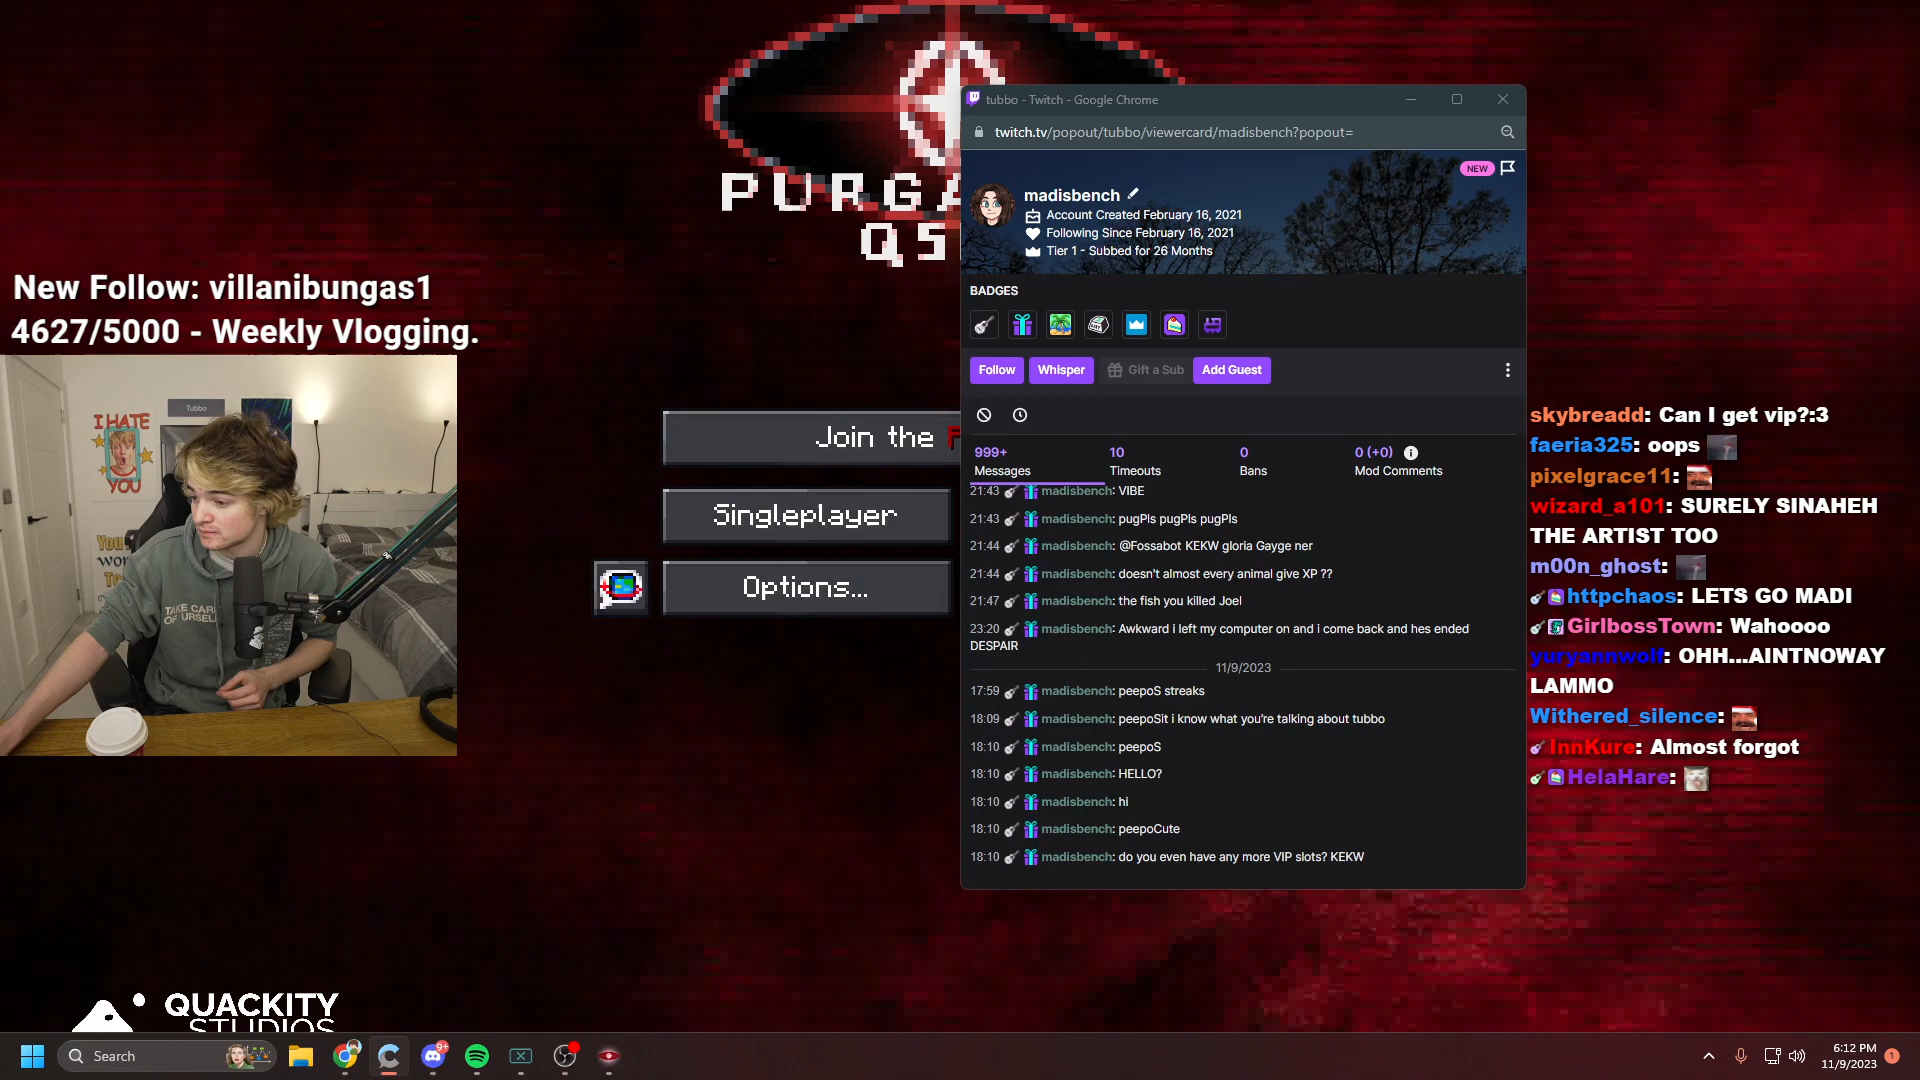 PURGA
QS
tubbo - Twitch - Google Chrome
twitch.tv/popout/tubbo/viewercard/madisbench?popout=
NEW
madisbench
Account Created February 16, 2021
Following Since February 16, 2021
Tier 1 - Subbed for 26 Months
BADGES
Follow
Whisper
Gift a Sub
Add Guest
999+
Messages
10
Timeouts
0
Bans
0 (+0)
Mod Comments
21:43 madisbench: VIBE
21:43 madisbench: pugPls pugPls pugPls
21:44 madisbench: @Fossabot KEKW gloria Gayge ner
21:44 madisbench: doesn't almost every animal give XP ??
21:47 madisbench: the fish you killed Joel
23:20 madisbench: Awkward i left my computer on and i come back and hes ended
DESPAIR
11/9/2023
17:59 madisbench: peepoS streaks
18:09 madisbench: peepoSit i know what you're talking about tubbo
18:10 madisbench: peepoS
18:10 madisbench: HELLO?
18:10 madisbench: hi
18:10 madisbench: peepoCute
18:10 madisbench: do you even have any more VIP slots? KEKW
New Follow: villanibungas1
4627/5000 - Weekly Vlogging.
I HATE
YOU
Tubbo
You
TAKE CARE
OF URSELF
Join the
Singleplayer
Options...
skybreadd: Can I get vip?:3
faeria325: oops
pixelgrace11:
wizard_a101: SURELY SINAHEH
THE ARTIST TOO
m00n_ghost:
httpchaos: LETS GO MADI
GirlbossTown: Wahoooo
yuryannwolf: OHH...AINTNOWAY
LAMMO
Withered_silence:
InnKure: Almost forgot
HelaHare:
QUACKITY
STUDIOS
Search
9+
6:12 PM
11/9/2023
1